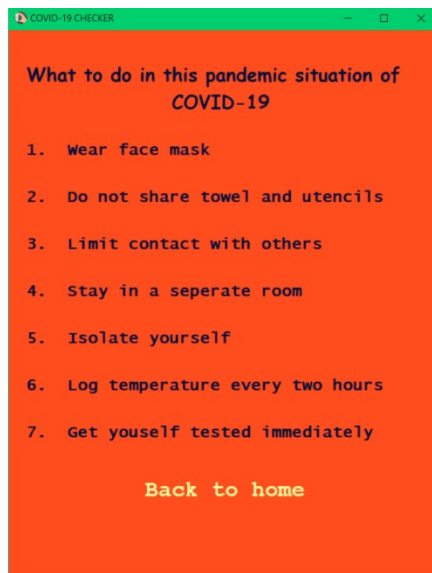 COVID-19 CHECKER
What to do in this pandemic situation of
COVID-19
1. Wear face mask
2. Do not share towel and utencils
3. Limit contact with others
4. Stay in a seperate room
5. Isolate yourself
6. Log temperature every two hours
7. Get youself tested immediately
Back to home